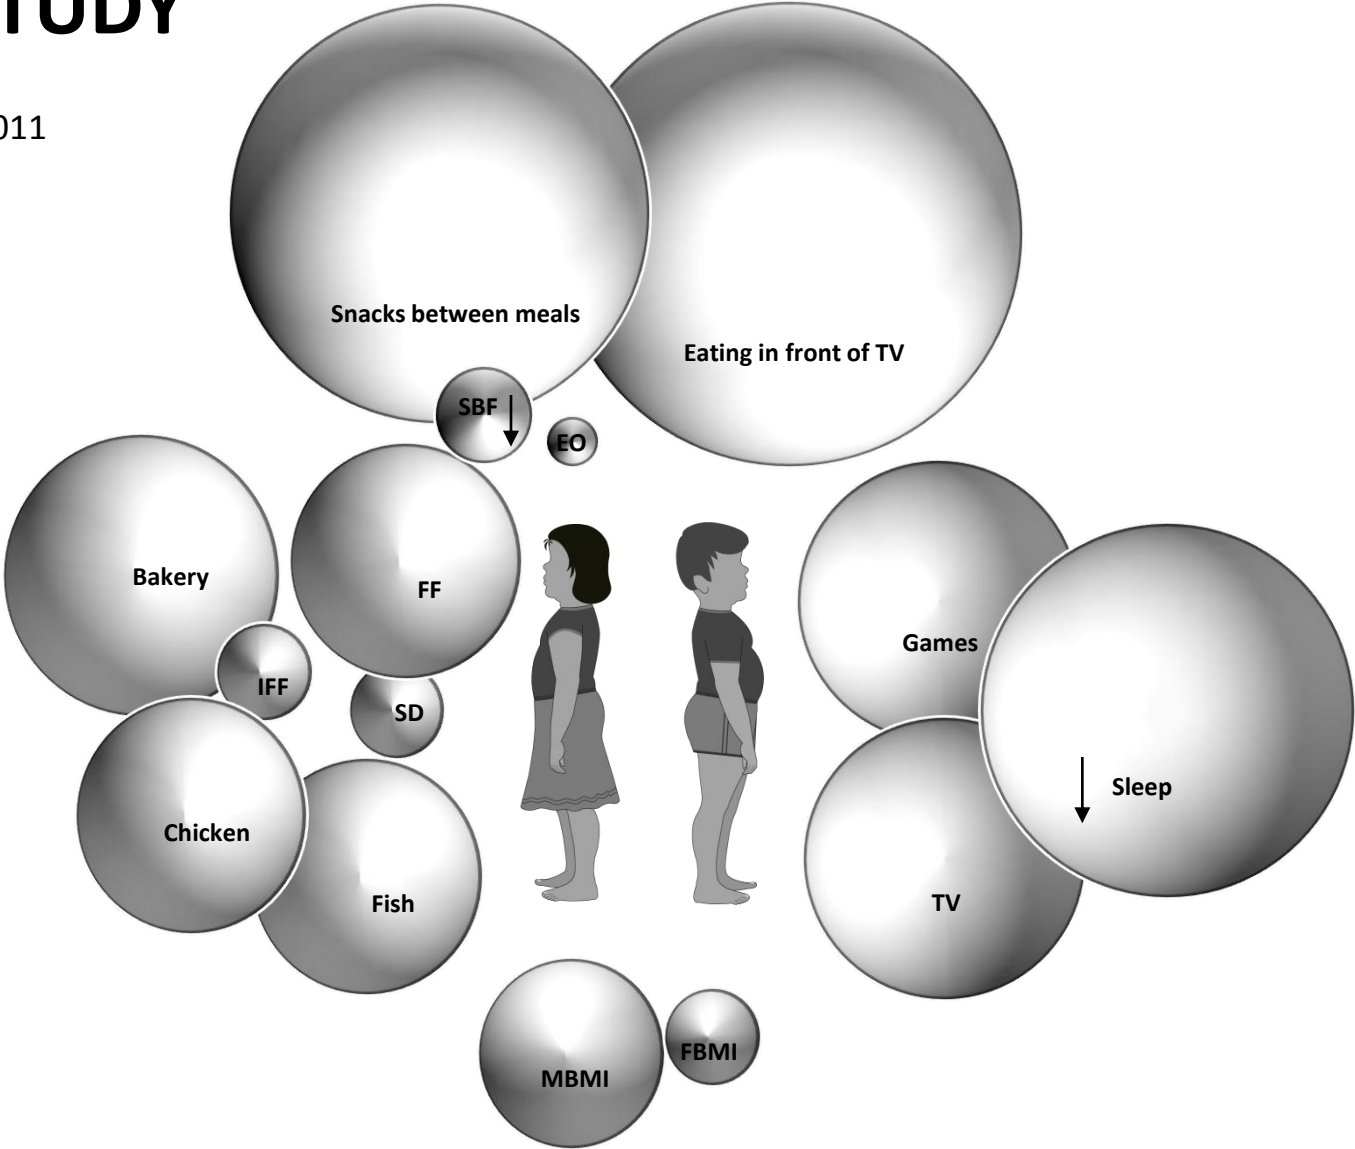 TUDY
011
Snacks between meals
Eating in front of TV
SBF
EO
Bakery
FF
Games
IFF
SD
Sleep
Chicken
Fish
TV
MBMI
FBMI